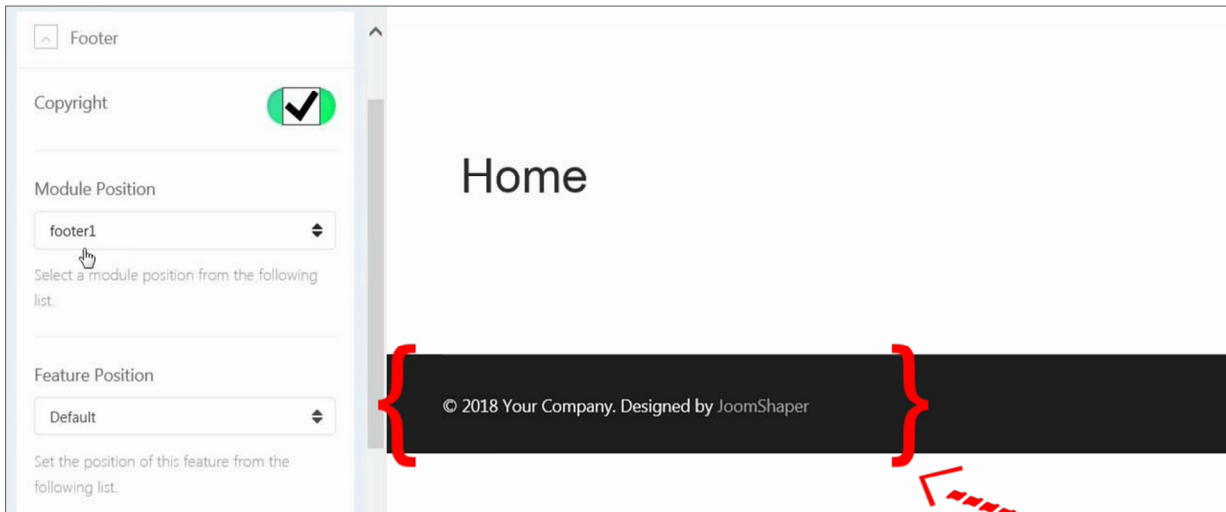 Footer
Copyright
Module Position
footer1
Select a module position from the following
list.
Feature Position
Default
Set the position of this feature from the
following list.
Home
© 2018 Your Company. Designed by JoomShaper